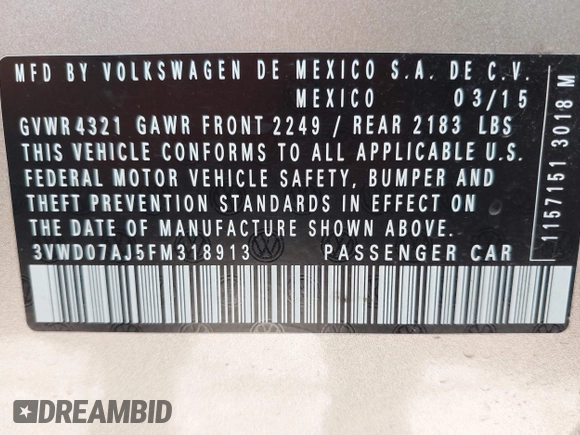 MFD BY VOLKSWAGEN DE MEXICO S.A. DE C.V.
MEXICO 03/15
GVWR 4321 GAWR FRONT 2249 / REAR 2183 LBS
THIS VEHICLE CONFORMS TO ALL APPLICABLE U.S.
FEDERAL MOTOR VEHICLE SAFETY, BUMPER AND
THEFT PREVENTION STANDARDS IN EFFECT ON
THE DATE OF MANUFACTURE SHOWN ABOVE.
3VWD07AJ5FM318913 PASSENGER CAR
1157151 3018 M
DREAMBID